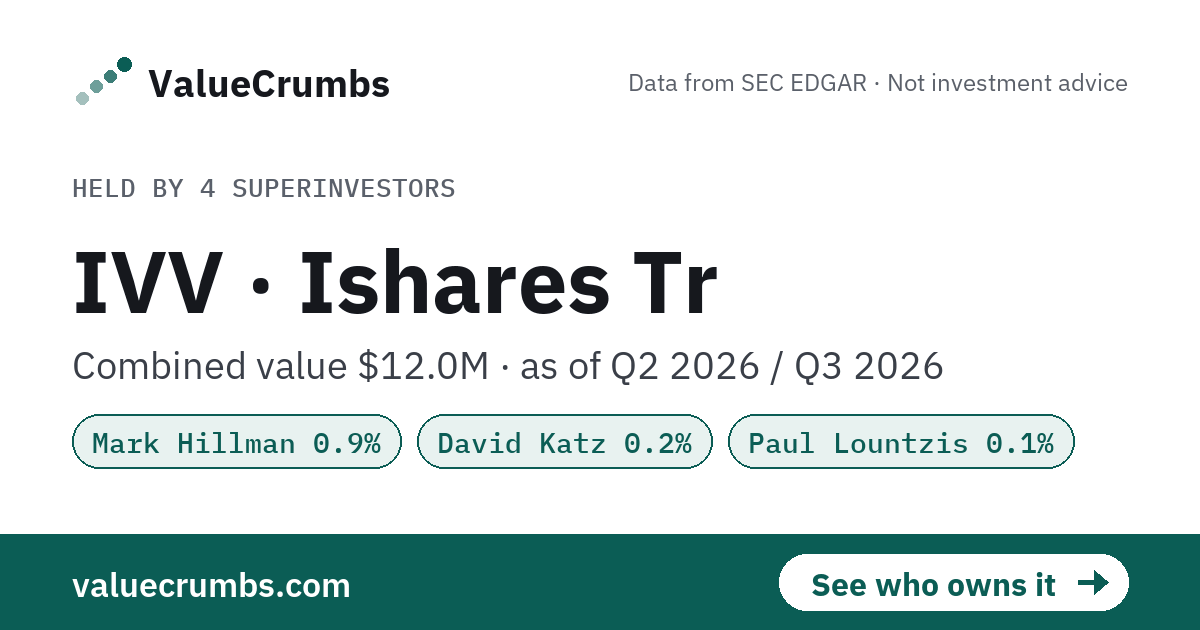 ValueCrumbs
Data from SEC EDGAR · Not investment advice
HELD BY 4 SUPERINVESTORS
IVV · Ishares Tr
Combined value $12.0M · as of Q2 2026 / Q3 2026
Mark Hillman 0.9% David Katz 0.2% Paul Lountzis 0.1%
valuecrumbs.com
See who owns it →